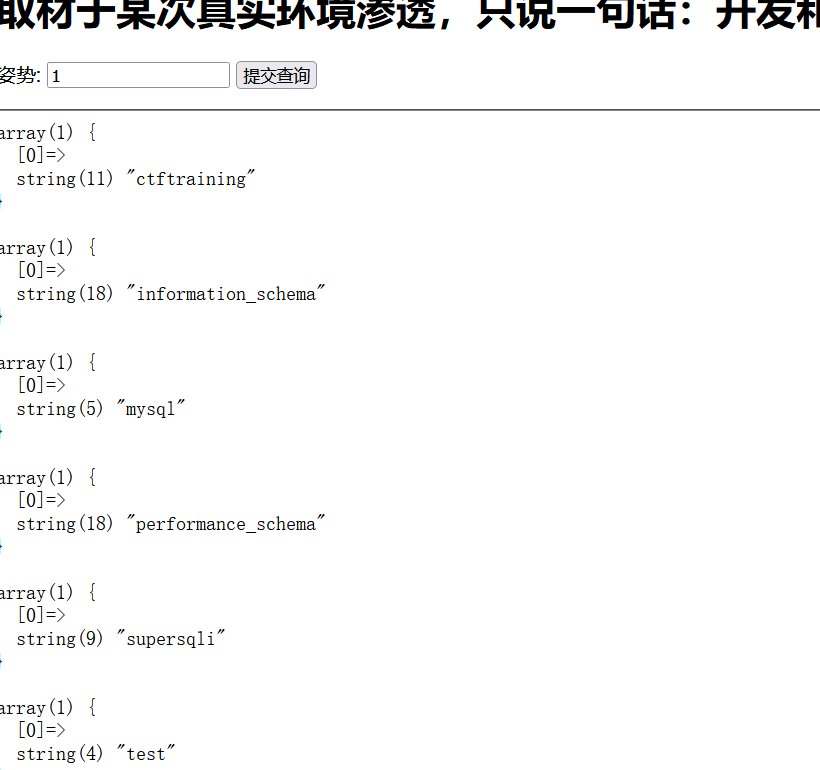 取材于某次真实环境渗透，只说一句话：开发和
姿势: 1 提交查询
array(1) {
[0]=>
string(11) "ctftraining"
}
array(1) {
[0]=>
string(18) "information_schema"
}
array(1) {
[0]=>
string(5) "mysql"
}
array(1) {
[0]=>
string(18) "performance_schema"
}
array(1) {
[0]=>
string(9) "supersqli"
}
array(1) {
[0]=>
string(4) "test"